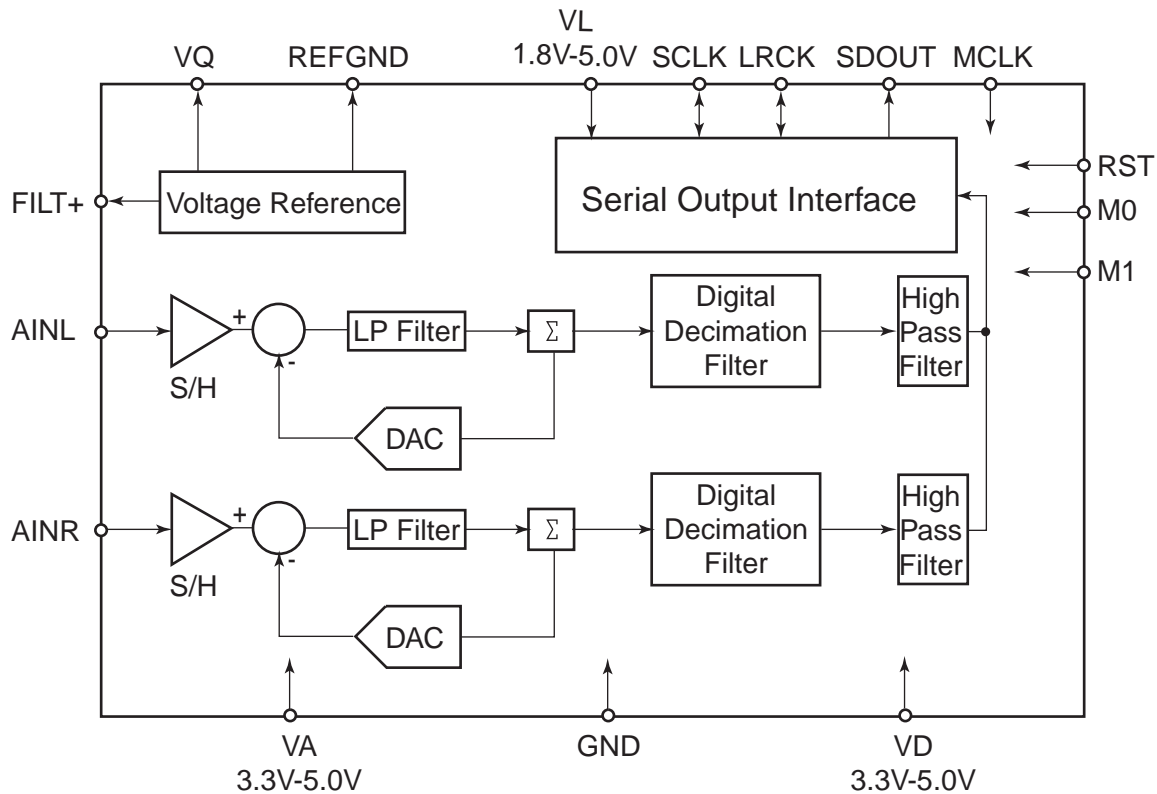 VL
VQ REFGND 1.8V-5.0V SCLK LRCK SDOUT MCLK
RST
FILT+ Voltage Reference Serial Output Interface M0
M1
AINL + - LP Filter Σ Digital
Decimation
Filter High
Pass
Filter
S/H
DAC
AINR + - LP Filter Σ Digital
Decimation
Filter High
Pass
Filter
S/H
DAC
VA GND VD
3.3V-5.0V 3.3V-5.0V